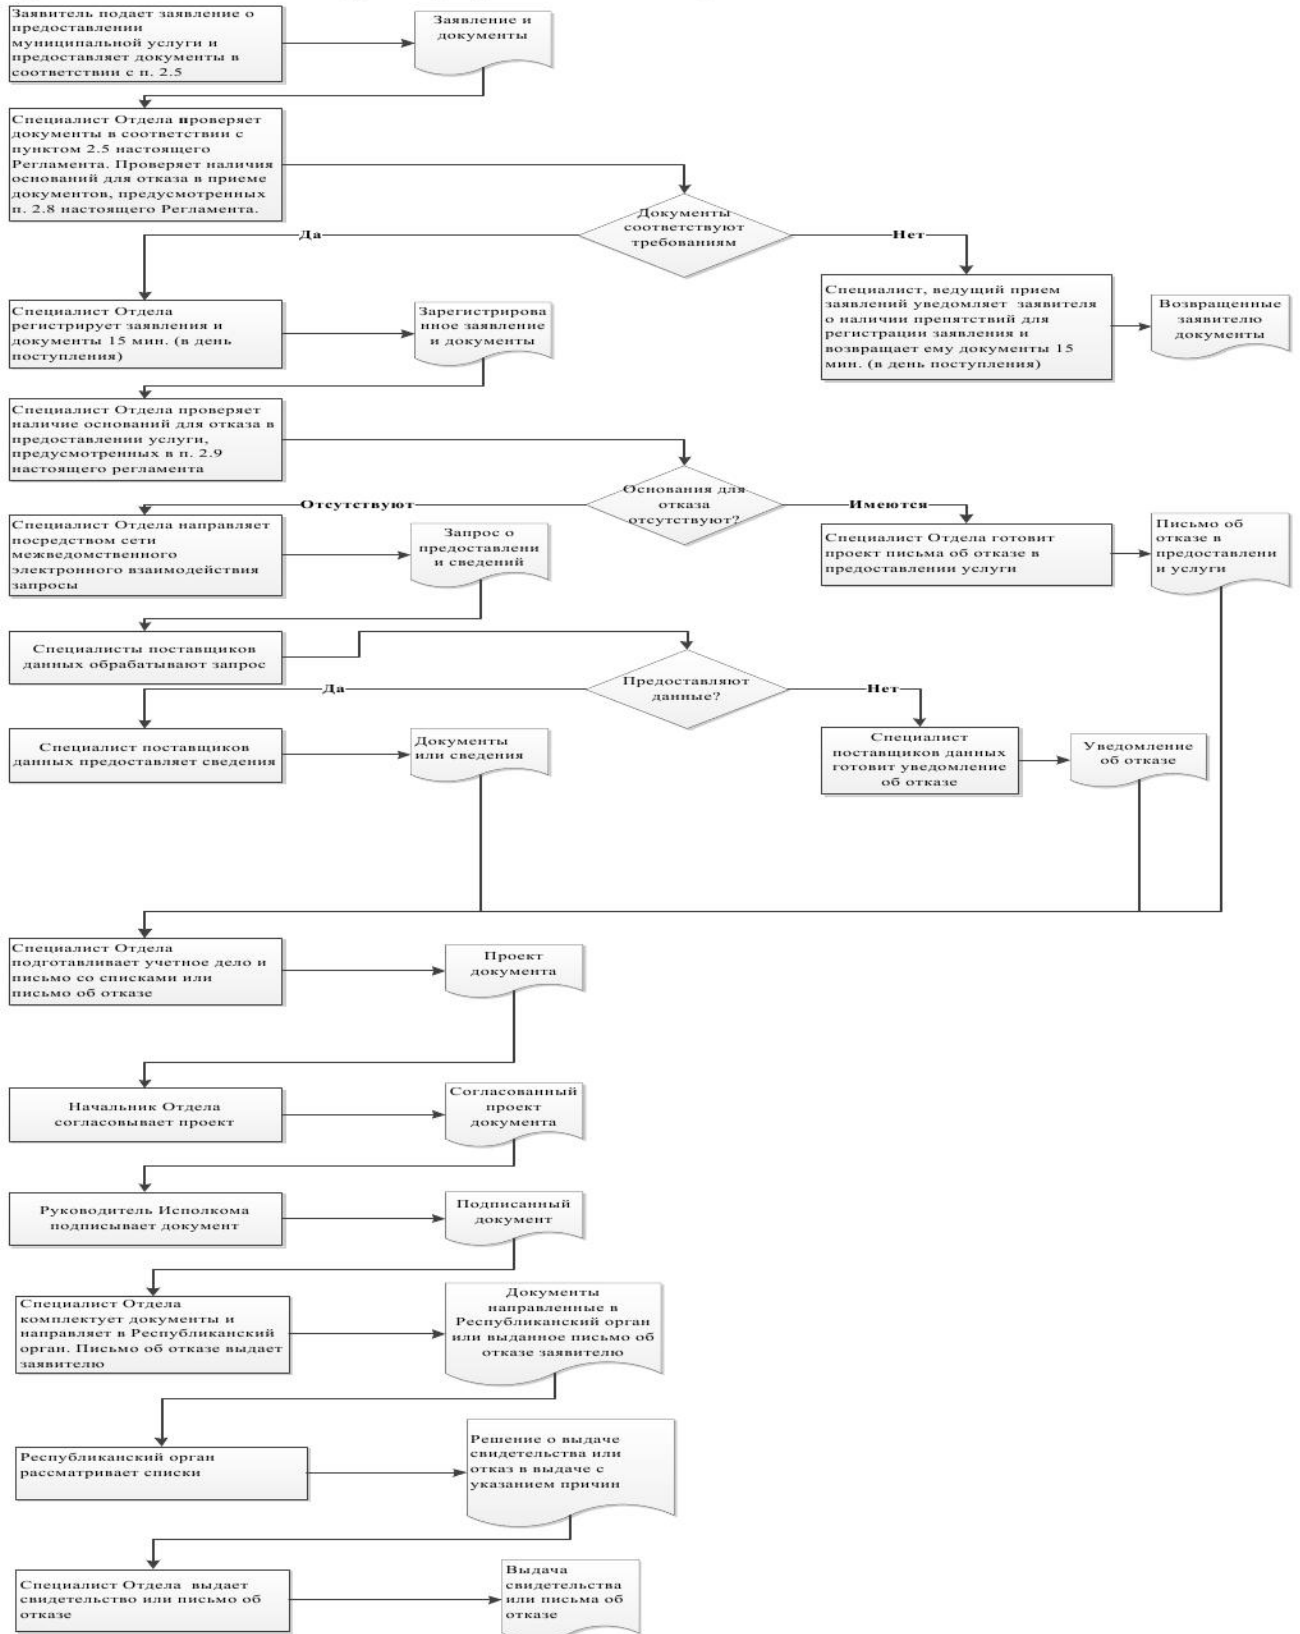 Заявитель подает заявление о
предоставлении
муниципальной услуги и
предоставляет документы в
соответствии с п. 2.5
Заявление и
документы
Специалист Отдела проверяет
документы в соответствии с
пунктом 2.5 настоящего
Регламента. Проверяет наличия
оснований для отказа в приеме
документов, предусмотренных
п. 2.8 настоящего Регламента.
Документы
соответствуют
требованиям
Да
Нет
Специалист Отдела
регистрирует заявления и
документы 15 мин. (в день
поступления)
Зарегистрирова
нное заявление
и документы
Специалист, ведущий прием
заявлений уведомляет заявителя
о наличии препятствий для
регистрации заявления и
возвращает ему документы 15
мин. (в день поступления)
Возвращенные
заявителю
документы
Специалист Отдела проверяет
наличие оснований для отказа в
предоставлении услуги,
предусмотренных в п. 2.9
настоящего регламента
Основания для
отказа
отсутствуют?
Отсутствуют
Имеются
Специалист Отдела направляет
посредством сети
межведомственного
электронного взаимодействия
запросы
Запрос о
предоставлени
и сведений
Специалист Отдела готовит
проект письма об отказе в
предоставлении услуги
Письмо об
отказе в
предоставлени
и услуги
Специалисты поставщиков
данных обрабатывают запрос
Предоставляют
данные?
Да
Нет
Специалист поставщиков
данных предоставляет сведения
Документы
или сведения
Специалист
поставщиков данных
готовит уведомление
об отказе
Уведомление
об отказе
Специалист Отдела
подготавливает учетное дело и
письмо со списками или
письмо об отказе
Проект
документа
Начальник Отдела
согласовывает проект
Согласованный
проект
документа
Руководитель Исполкома
подписывает документ
Подписанный
документ
Специалист Отдела
комплектует документы и
направляет в Республиканский
орган. Письмо об отказе выдает
заявителю
Документы
направленные в
Республиканский орган
или выданное письмо об
отказе заявителю
Республиканский орган
рассматривает списки
Решение о выдаче
свидетельства или
отказ в выдаче с
указанием причин
Специалист Отдела выдает
свидетельство или письмо об
отказе
Выдача
свидетельства
или письма об
отказе